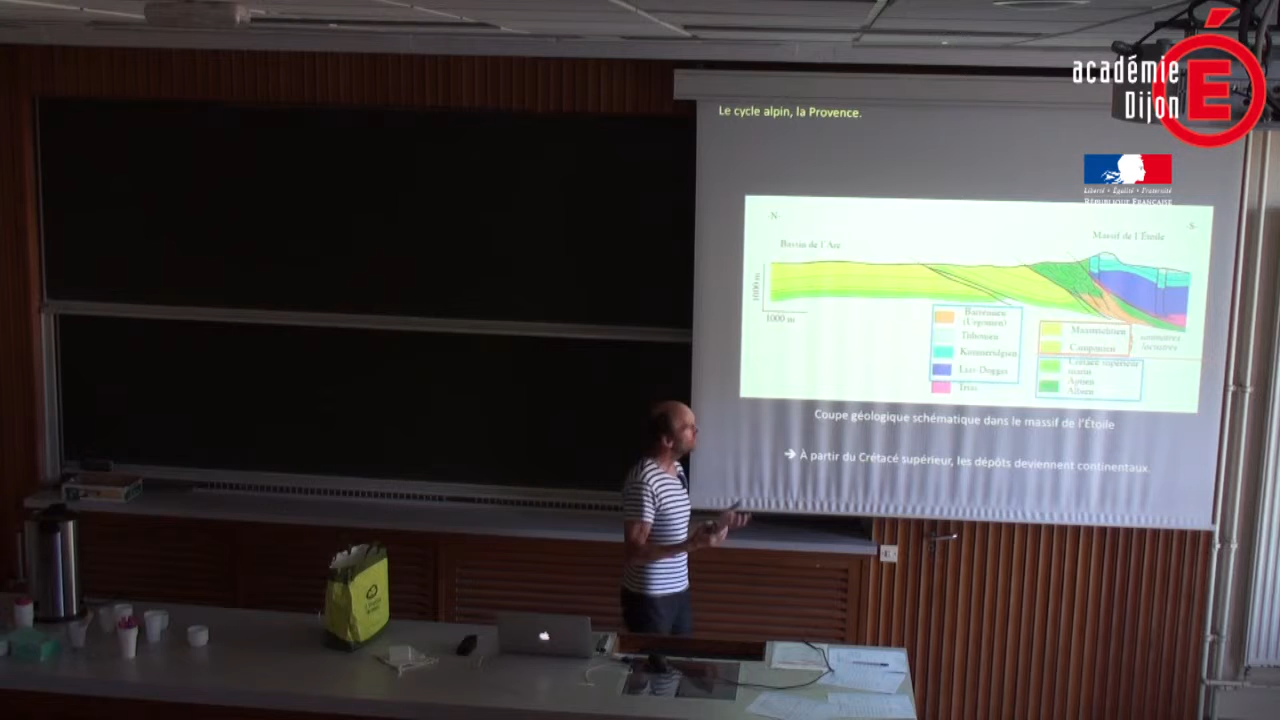 académie
Dijon
É
Liberté • Égalité • Fraternité
RÉPUBLIQUE FRANÇAISE
Le cycle alpin, la Provence.
N
S
Bassin de l'Arc
Massif de l'Étoile
1000 m
1000 m
Barrémien
(Urgonien)
Tithonien
Kimméridgien
Lias-Dogger
Trias
Maastrichtien
Campanien
Crétacé supérieur
marin
Aptien
Albien
lacustres
Coupe géologique schématique dans le massif de l'Étoile
➔ À partir du Crétacé supérieur, les dépôts deviennent continentaux.